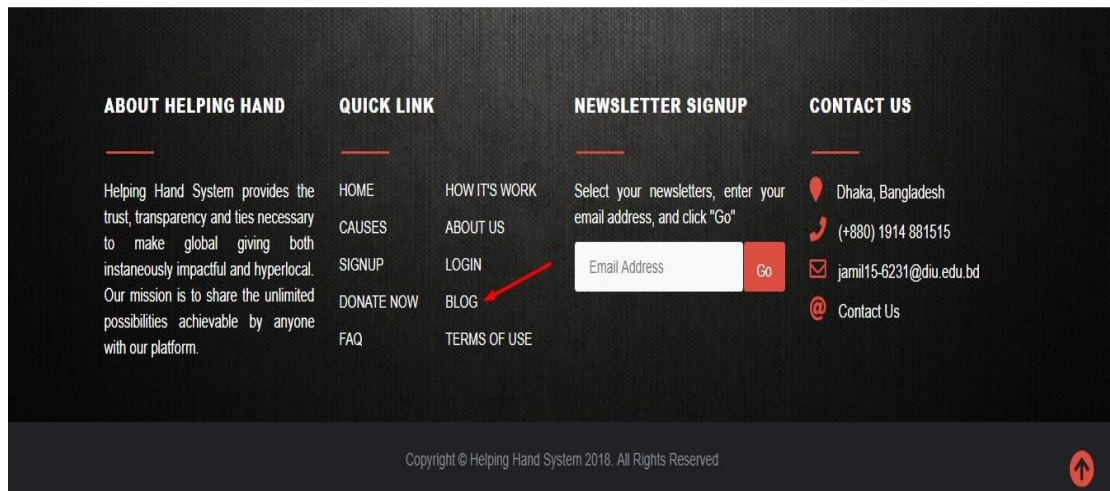 ABOUT HELPING HAND
Helping Hand System provides the
trust, transparency and ties necessary
to make global giving both
instaneously impactful and hyperlocal.
Our mission is to share the unlimited
possibilities achievable by anyone
with our platform.
QUICK LINK
HOME
CAUSES
SIGNUP
DONATE NOW
FAQ
HOW IT'S WORK
ABOUT US
LOGIN
BLOG
TERMS OF USE
NEWSLETTER SIGNUP
Select your newsletters, enter your
email address, and click "Go"
Email Address
Go
CONTACT US
Dhaka, Bangladesh
(+880) 1914 881515
jamil15-6231@diu.edu.bd
@ Contact Us
Copyright © Helping Hand System 2018. All Rights Reserved